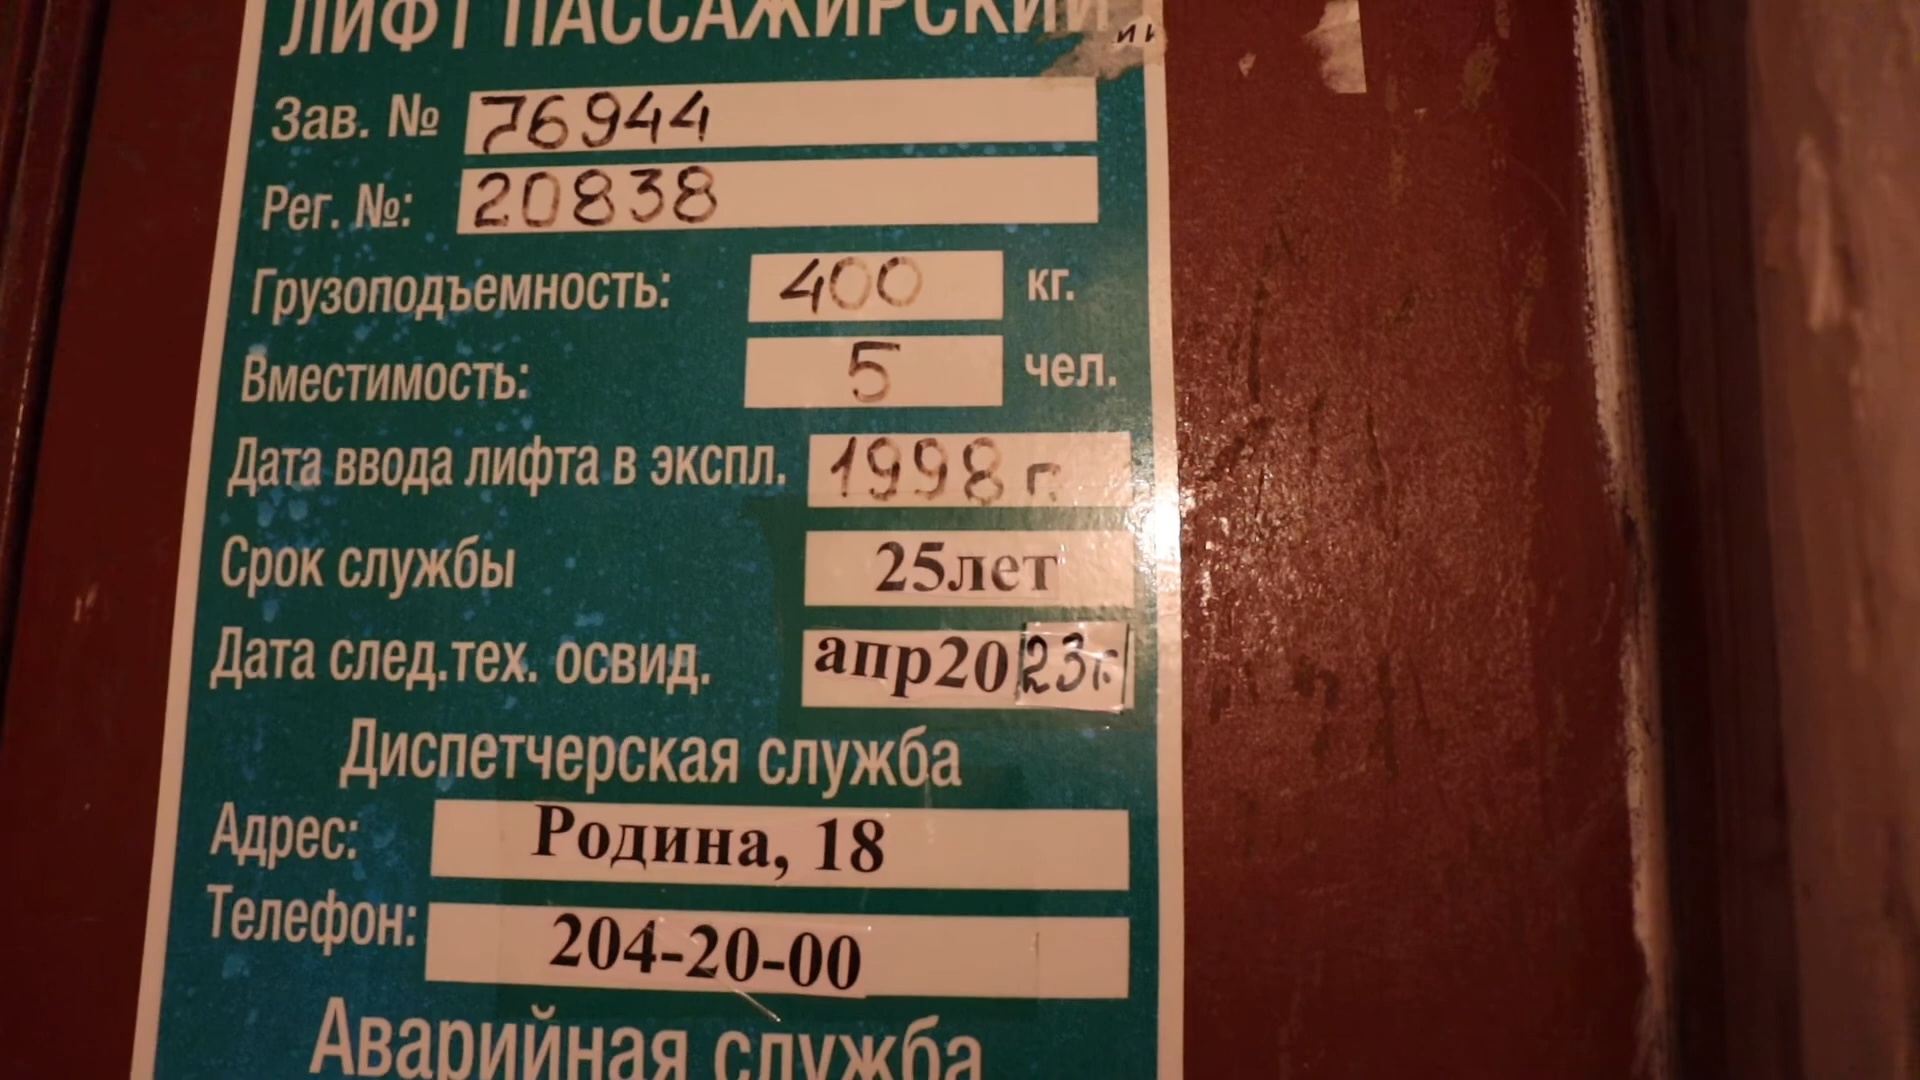 ЛИФТ ПАССАЖИРСКИЙ
Зав. № 76944
Рег. №: 20838
Грузоподъемность: 400 кг.
Вместимость: 5 чел.
Дата ввода лифта в экспл. 1998 г.
Срок службы 25лет
Дата след.тех. освид. апр2023г.
Диспетчерская служба
Адрес: Родина, 18
Телефон: 204-20-00
Аварийная служба